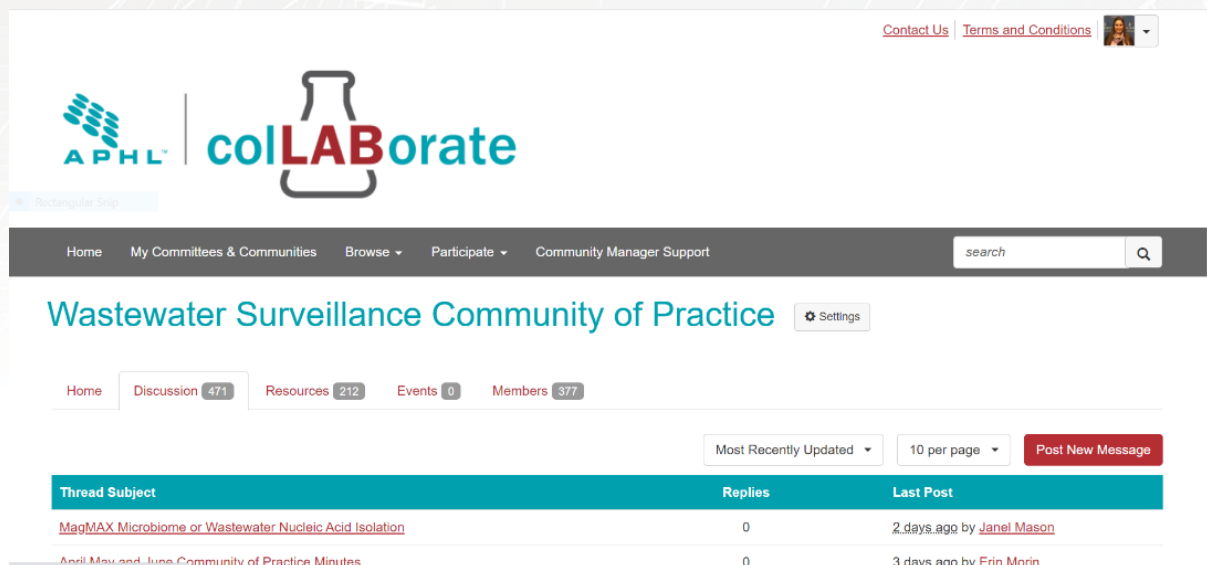 Contact Us Terms and Conditions
APHL™ colLABorate
Rectangular Snip
Home My Committees & Communities Browse Participate Community Manager Support search
Wastewater Surveillance Community of Practice Settings
Home Discussion 471 Resources 212 Events 0 Members 377
Most Recently Updated 10 per page Post New Message
Thread Subject Replies Last Post
MagMAX Microbiome or Wastewater Nucleic Acid Isolation 0 2 days ago by Janel Mason
April May and June Community of Practice Minutes 0 3 days ago by Erin Morin